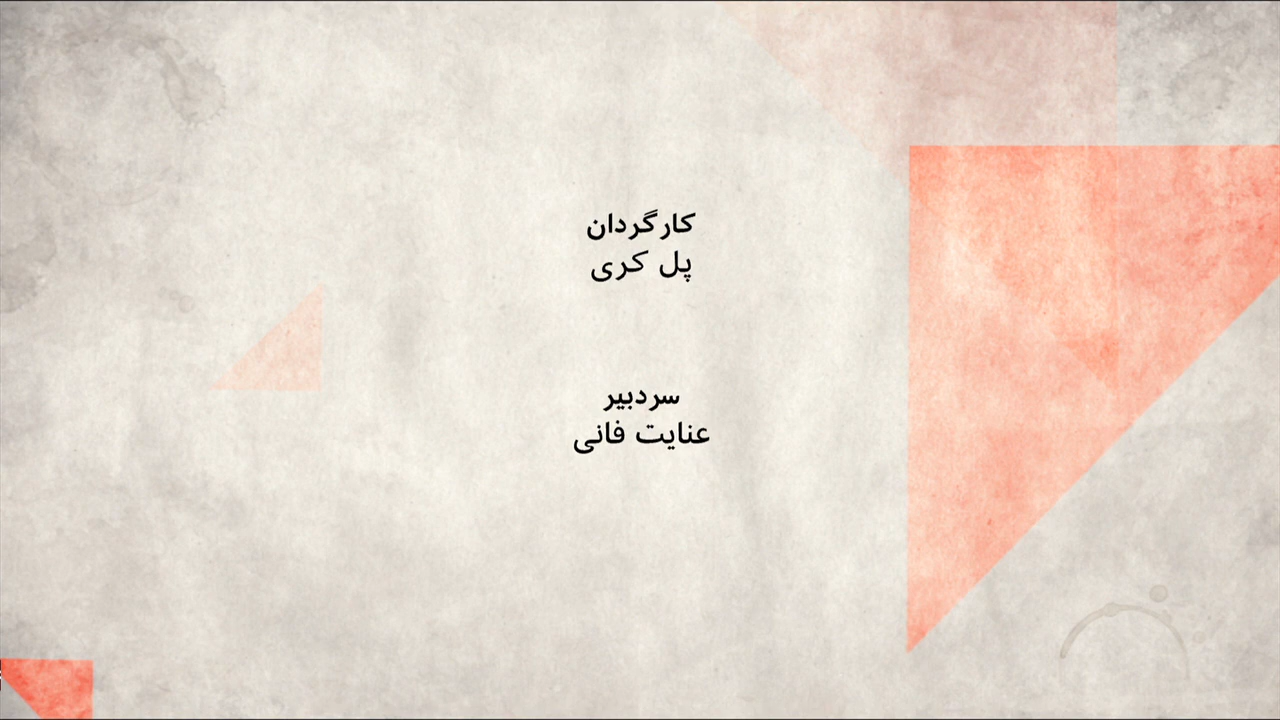 کارگردان
پل کری
سردبیر
عنایت فانی